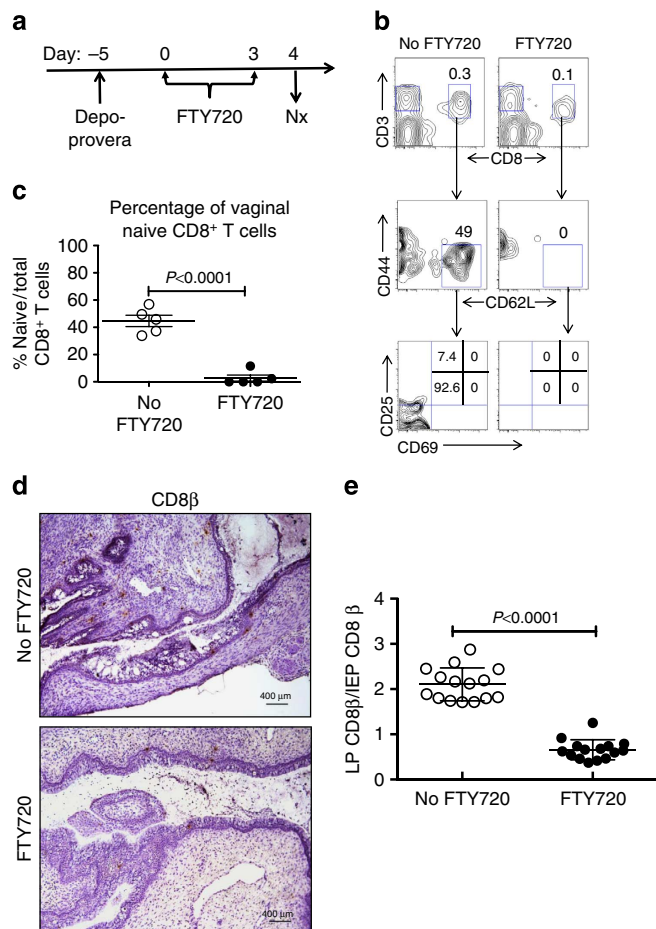 a
Day: –5 0 3 4
Depo-
provera
FTY720
Nx
b
No FTY720 FTY720
0.3 0.1
CD3
CD8
49 0
CD44
CD62L
7.4 0 0 0
92.6 0 0 0
CD25
CD69
c
Percentage of vaginal
naive CD8+ T cells
% Naive/total
CD8+ T cells
100
80
60
40
20
0
P<0.0001
No
FTY720
FTY720
d
CD8β
No FTY720
400 μm
FTY720
400 μm
e
LP CD8β/IEP CD8 β
4
3
2
1
0
P<0.0001
No FTY720 FTY720